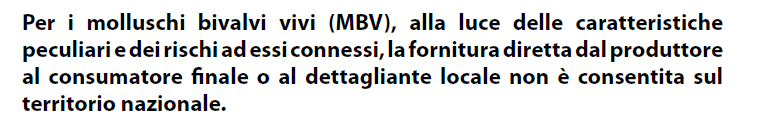 Per i molluschi bivalvi vivi (MBV), alla luce delle caratteristiche
peculiari e dei rischi ad essi connessi, la fornitura diretta dal produttore
al consumatore finale o al dettagliante locale non è consentita sul
territorio nazionale.